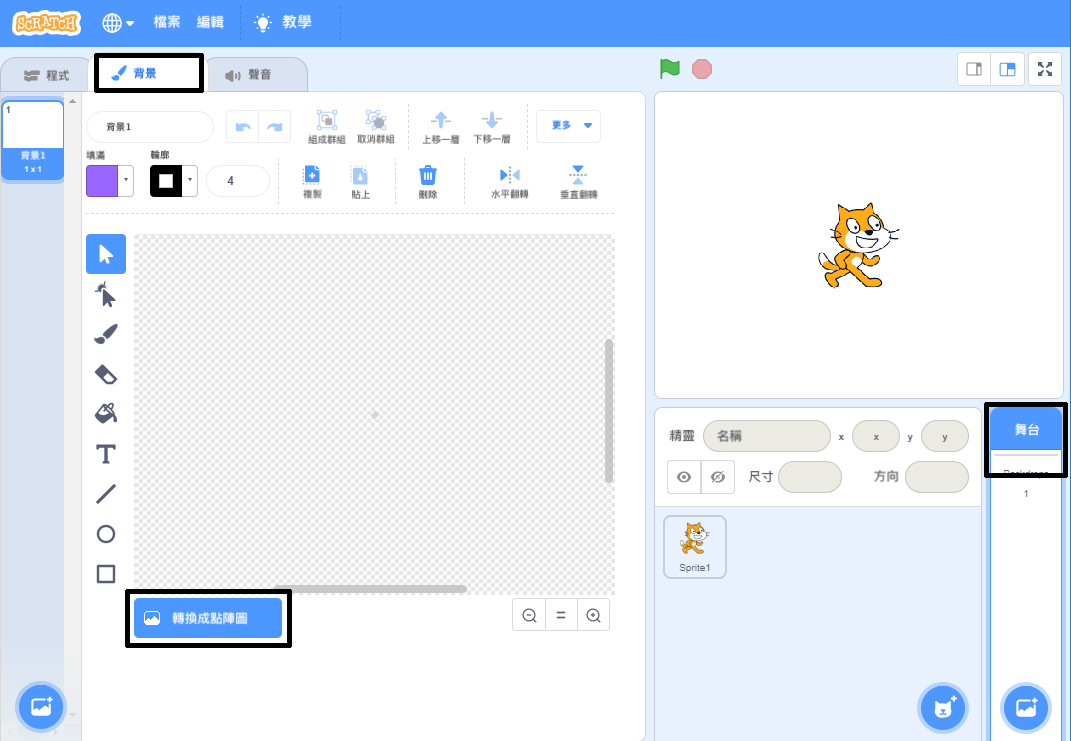 SCRATCH 檔案 編輯 教學
程式 背景 聲音
1
背景1
1 x 1
背景1
組成群組 取消群組 上移一層 下移一層 更多
填滿 輪廓
4
複製 貼上 刪除 水平翻轉 垂直翻轉
轉換成點陣圖
精靈 名稱 x x y y
尺寸 方向
Sprite1
舞台
Backdrops
1